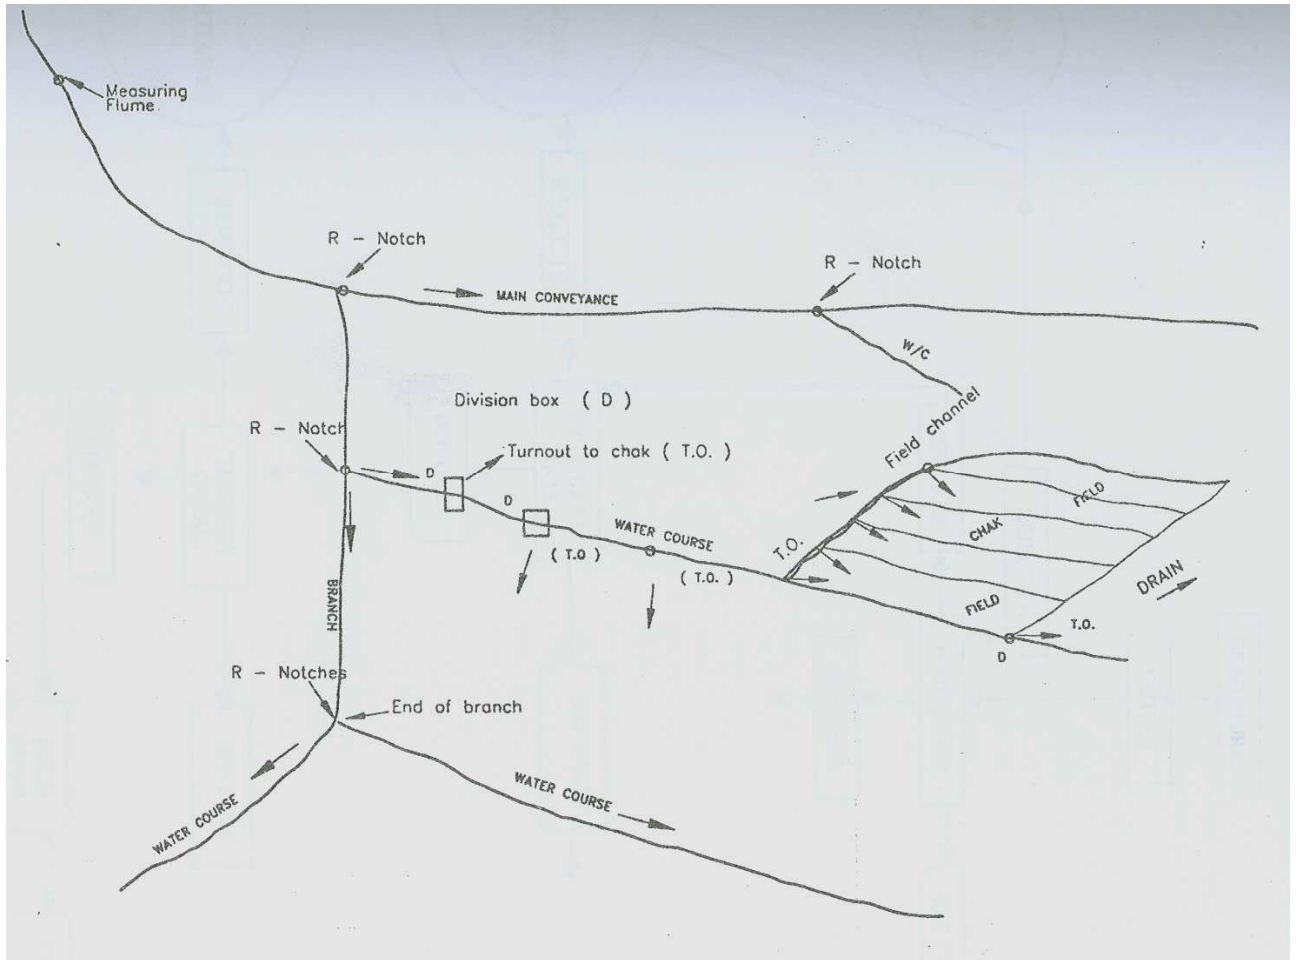 Measuring
Flume.
R - Notch
R - Notch
MAIN CONVEYANCE
W/C
Division box ( D )
Field channel
R - Notch
Turnout to chak ( T.O. )
D
D
FIELD
WATER COURSE
CHAK
T.O.
( T.O )
( T.O. )
DRAIN
BRANCH
FIELD
T.O.
D
R - Notches
End of branch
WATER COURSE
WATER COURSE